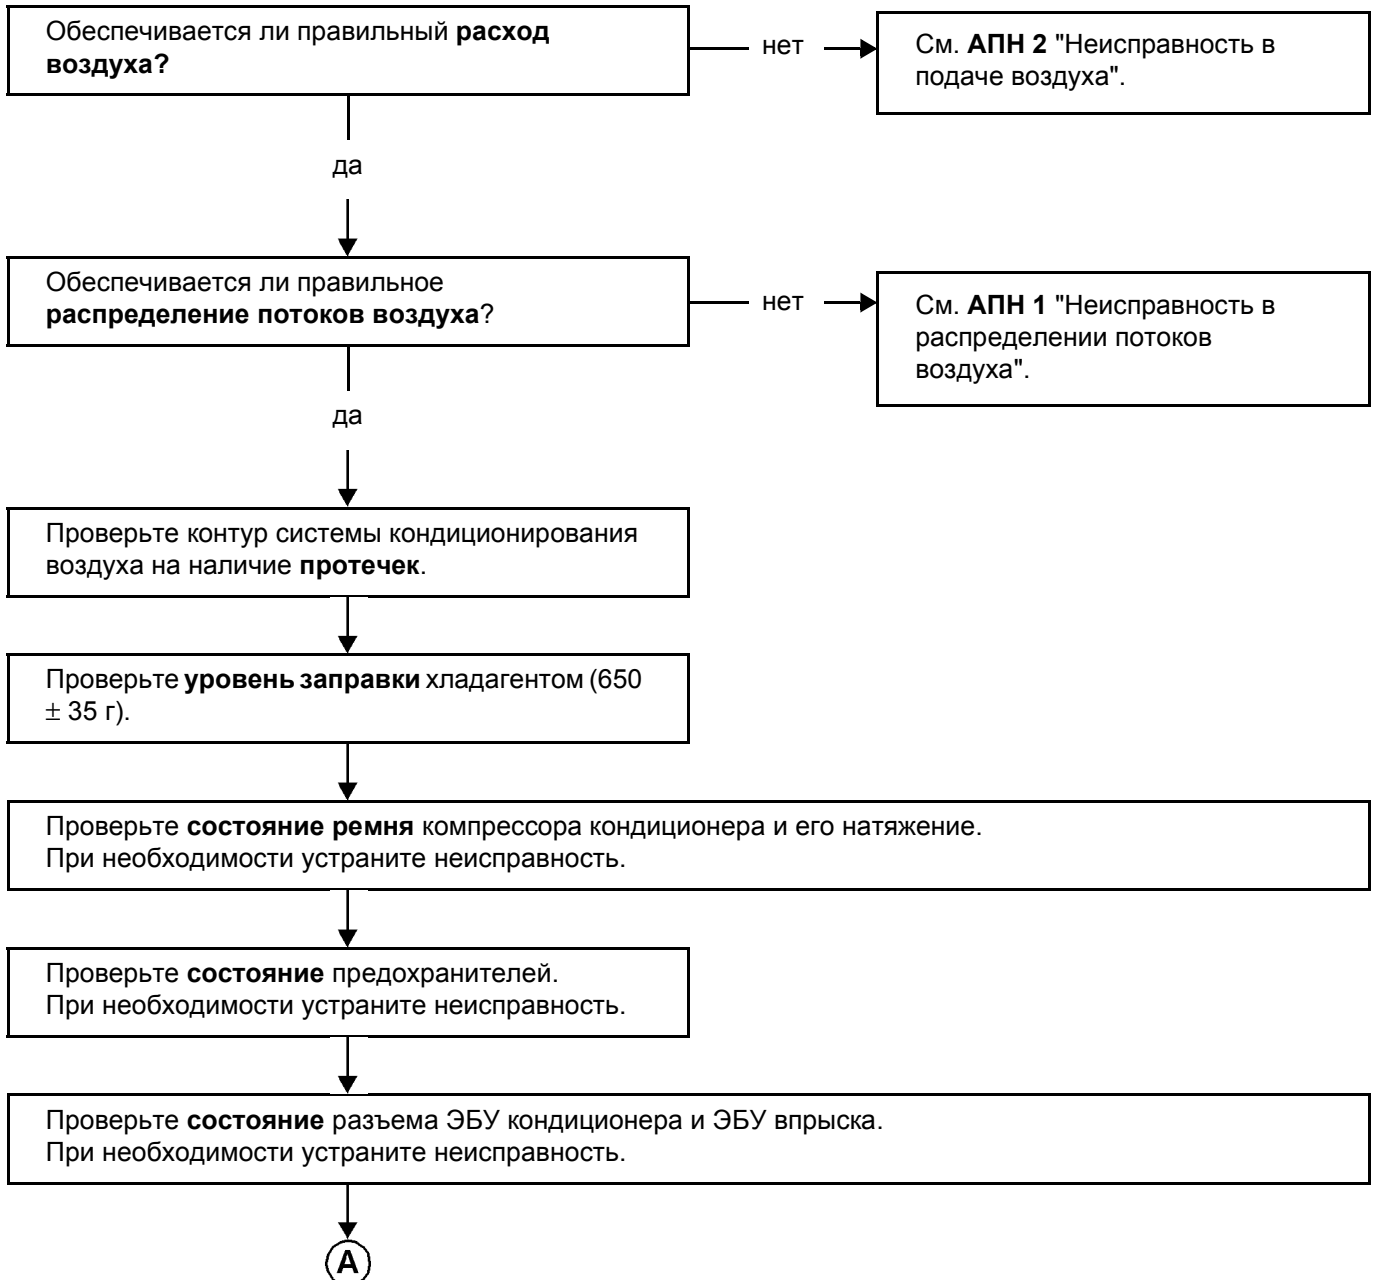 Обеспечивается ли правильный расход
воздуха?
нет
См. АПН 2 "Неисправность в
подаче воздуха".
да
Обеспечивается ли правильное
распределение потоков воздуха?
нет
См. АПН 1 "Неисправность в
распределении потоков
воздуха".
да
Проверьте контур системы кондиционирования
воздуха на наличие протечек.
Проверьте уровень заправки хладагентом (650
± 35 г).
Проверьте состояние ремня компрессора кондиционера и его натяжение.
При необходимости устраните неисправность.
Проверьте состояние предохранителей.
При необходимости устраните неисправность.
Проверьте состояние разъема ЭБУ кондиционера и ЭБУ впрыска.
При необходимости устраните неисправность.
А